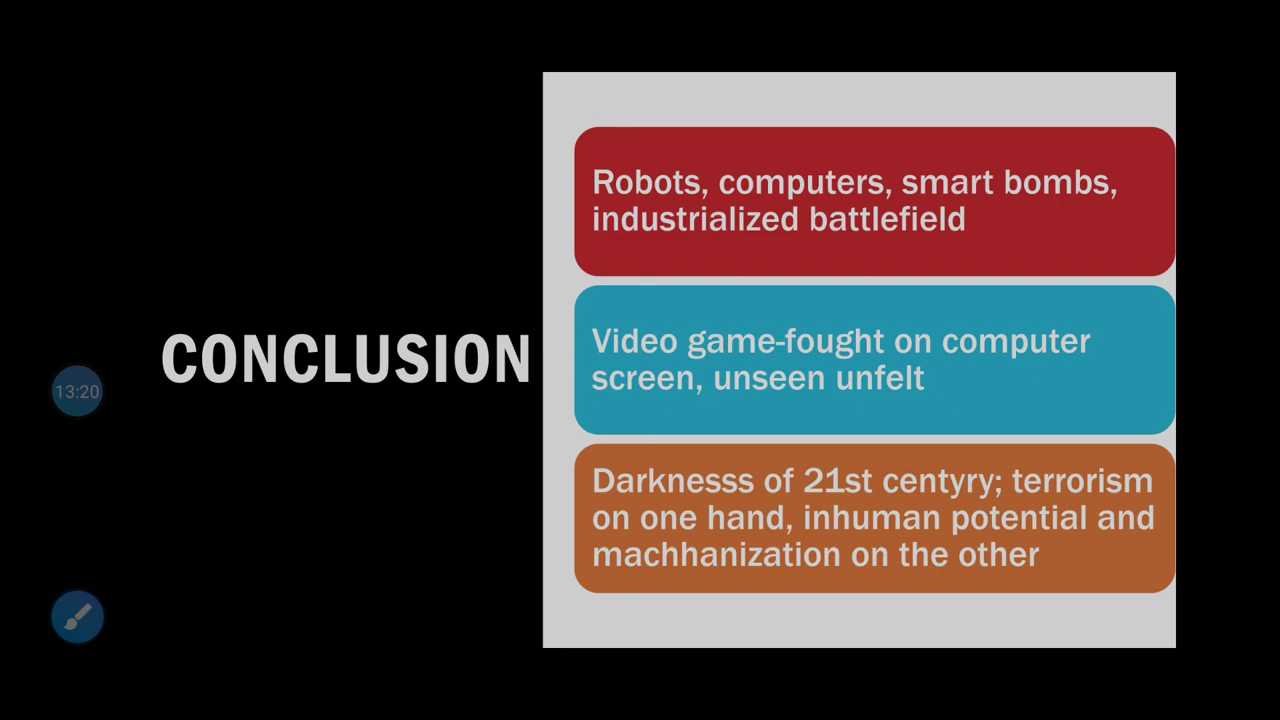 CONCLUSION
13:20
Robots, computers, smart bombs,
industrialized battlefield
Video game-fought on computer
screen, unseen unfelt
Darknesss of 21st centyry; terrorism
on one hand, inhuman potential and
machhanization on the other